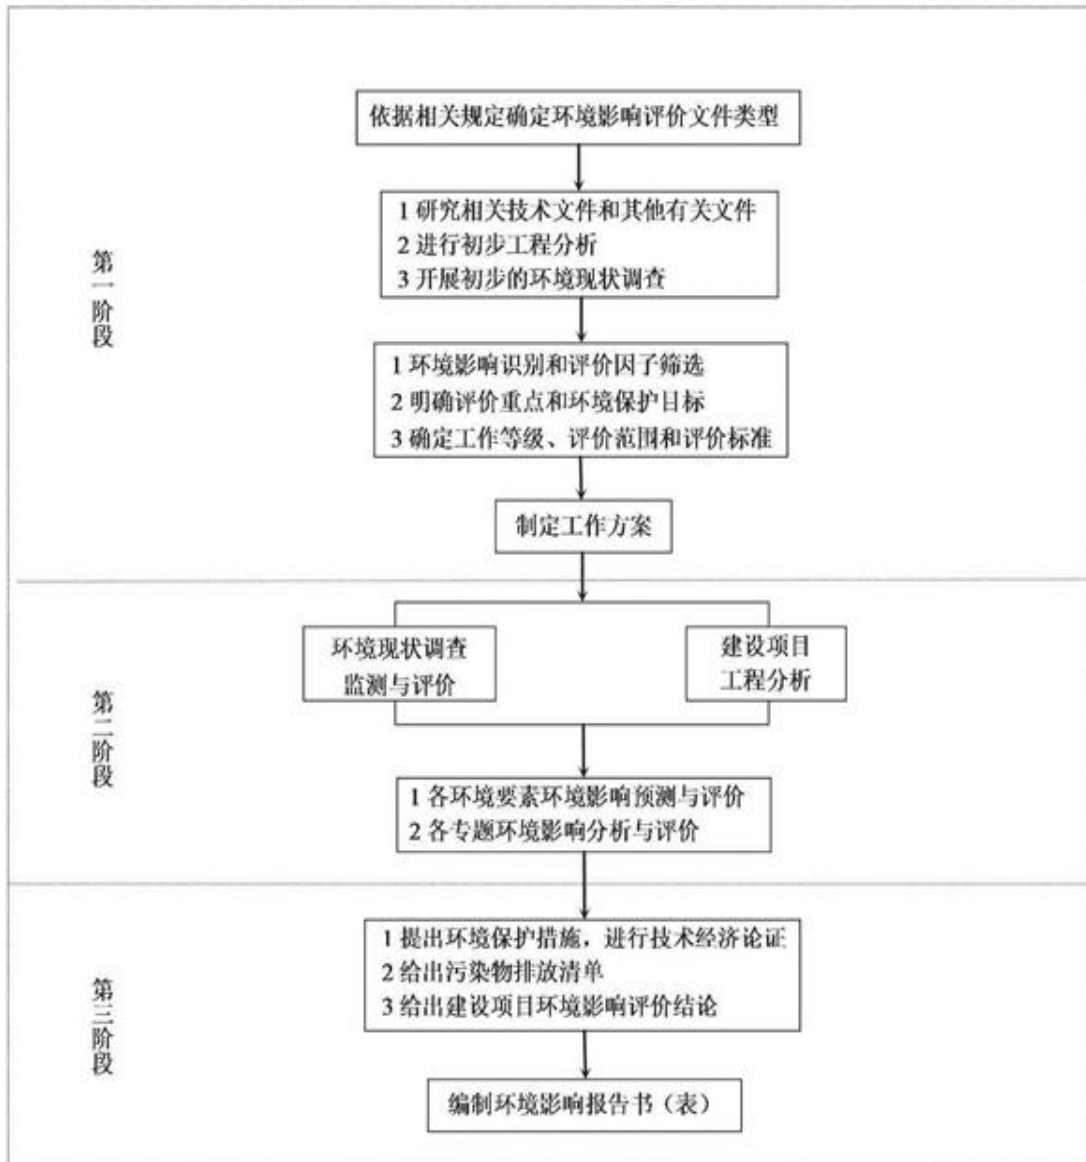 依据相关规定确定环境影响评价文件类型
1 研究相关技术文件和其他有关文件
2 进行初步工程分析
3 开展初步的环境现状调查
第一阶段
1 环境影响识别和评价因子筛选
2 明确评价重点和环境保护目标
3 确定工作等级、评价范围和评价标准
制定工作方案
环境现状调查
监测与评价
建设项目
工程分析
第二阶段
1 各环境要素环境影响预测与评价
2 各专题环境影响分析与评价
1 提出环境保护措施，进行技术经济论证
2 给出污染物排放清单
3 给出建设项目环境影响评价结论
第三阶段
编制环境影响报告书（表）